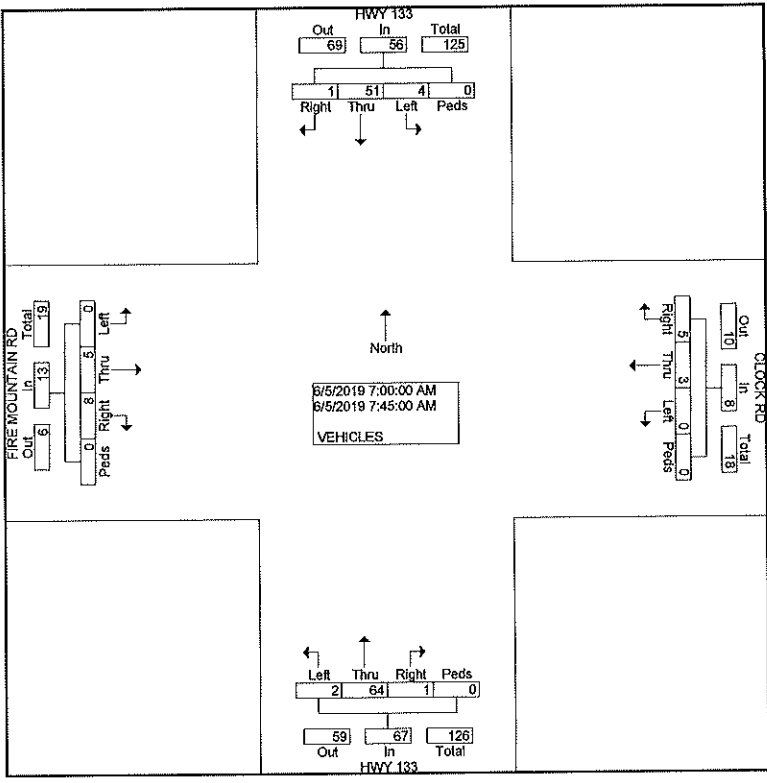 HWY 133
Out In Total
69 56 125
1 51 4 0
Right Thru Left Peds
FIRE MOUNTAIN RD
Total In Out
19 13 6
0 5 8 0
Left Thru Right Peds
North
6/5/2019 7:00:00 AM
6/5/2019 7:45:00 AM
VEHICLES
CLOCK RD
Out In Total
10 8 18
5 3 0 0
Right Thru Left Peds
Left Thru Right Peds
2 64 1 0
59 67 126
Out In Total
HWY 133